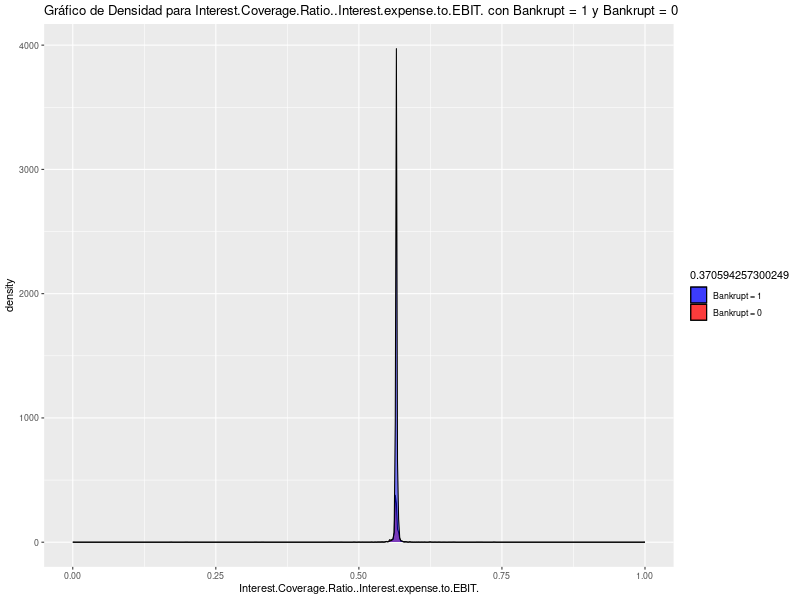 Gráfico de Densidad para Interest.Coverage.Ratio..Interest.expense.to.EBIT. con Bankrupt = 1 y Bankrupt = 0
4000
3000
2000
1000
0
density
0.00
0.25
0.50
0.75
1.00
Interest.Coverage.Ratio..Interest.expense.to.EBIT.
0.370594257300249
Bankrupt = 1
Bankrupt = 0